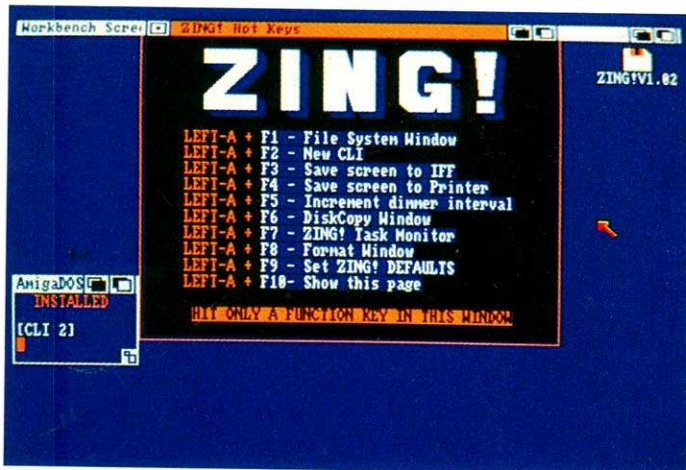 Workbench Scree
ZING! Hot Keys
ZING!V1.02
ZING!
LEFT-A + F1 - File System Window
LEFT-A + F2 - New CLI
LEFT-A + F3 - Save screen to IFF
LEFT-A + F4 - Save screen to Printer
LEFT-A + F5 - Increment dimmer interval
LEFT-A + F6 - DiskCopy Window
LEFT-A + F7 - ZING! Task Monitor
LEFT-A + F8 - Format Window
LEFT-A + F9 - Set ZING! DEFAULTS
LEFT-A + F10- Show this page
HIT ONLY A FUNCTION KEY IN THIS WINDOW
AmigaDOS
INSTALLED
[CLI 2]